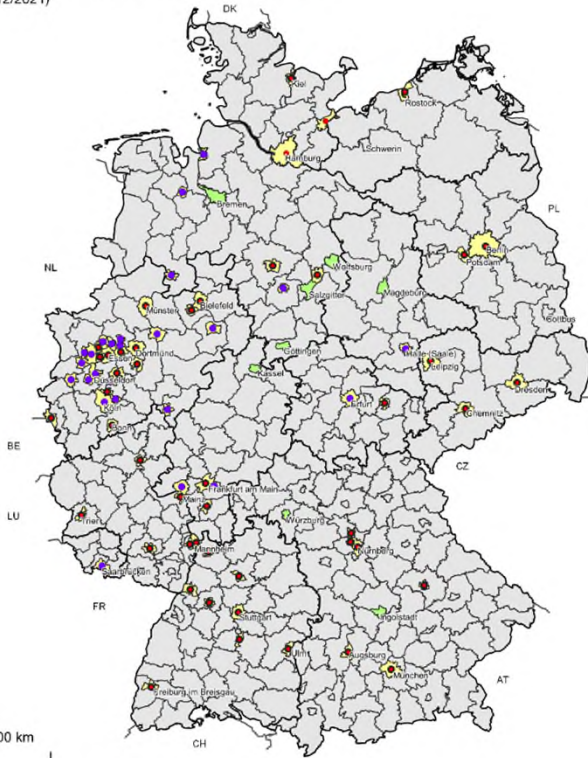 12/2021)
DK
Kiel
Rostock
Schwerin
Hamburg
Bremen
PL
Berlin
Potsdam
NL
Wolfsburg
Salzgitter
Magdeburg
Bielefeld
Münster
Cottbus
Göttingen
Halle (Saale)
Leipzig
Essen
Dortmund
Kassel
Düsseldorf
Dresden
Erfurt
Chemnitz
Köln
Bonn
BE
CZ
Frankfurt am Main
Mainz
LU
Trier
Würzburg
Mannheim
Nürnberg
Saarbrücken
FR
Stuttgart
Ingolstadt
Ulm
Augsburg
München
AT
Freiburg im Breisgau
00 km
CH